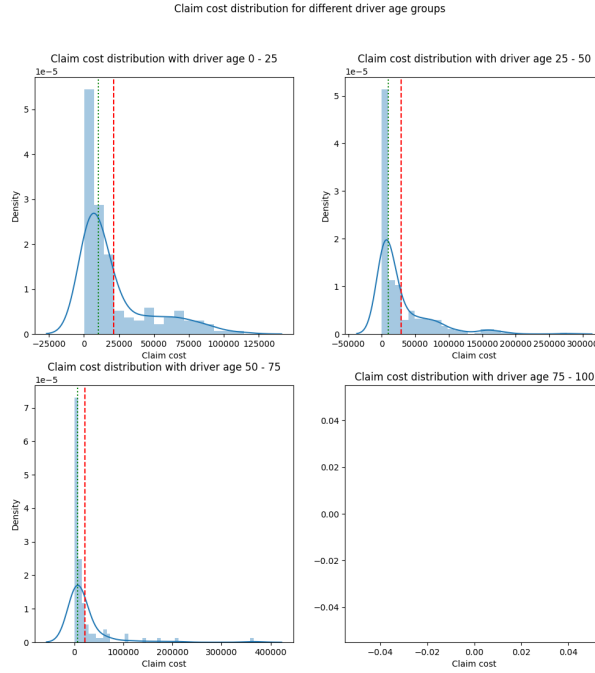 Claim cost distribution for different driver age groups
Claim cost distribution with driver age 0 - 25
1e−5
5
4
3
2
1
0
Density
−25000 0 25000 50000 75000 100000 125000
Claim cost
Claim cost distribution with driver age 25 - 50
1e−5
5
4
3
2
1
0
Density
−50000 0 50000 100000 150000 200000 250000 300000
Claim cost
Claim cost distribution with driver age 50 - 75
1e−5
7
6
5
4
3
2
1
0
Density
0 100000 200000 300000 400000
Claim cost
Claim cost distribution with driver age 75 - 100
0.04
0.02
0.00
−0.02
−0.04
−0.04 −0.02 0.00 0.02 0.04
Claim cost